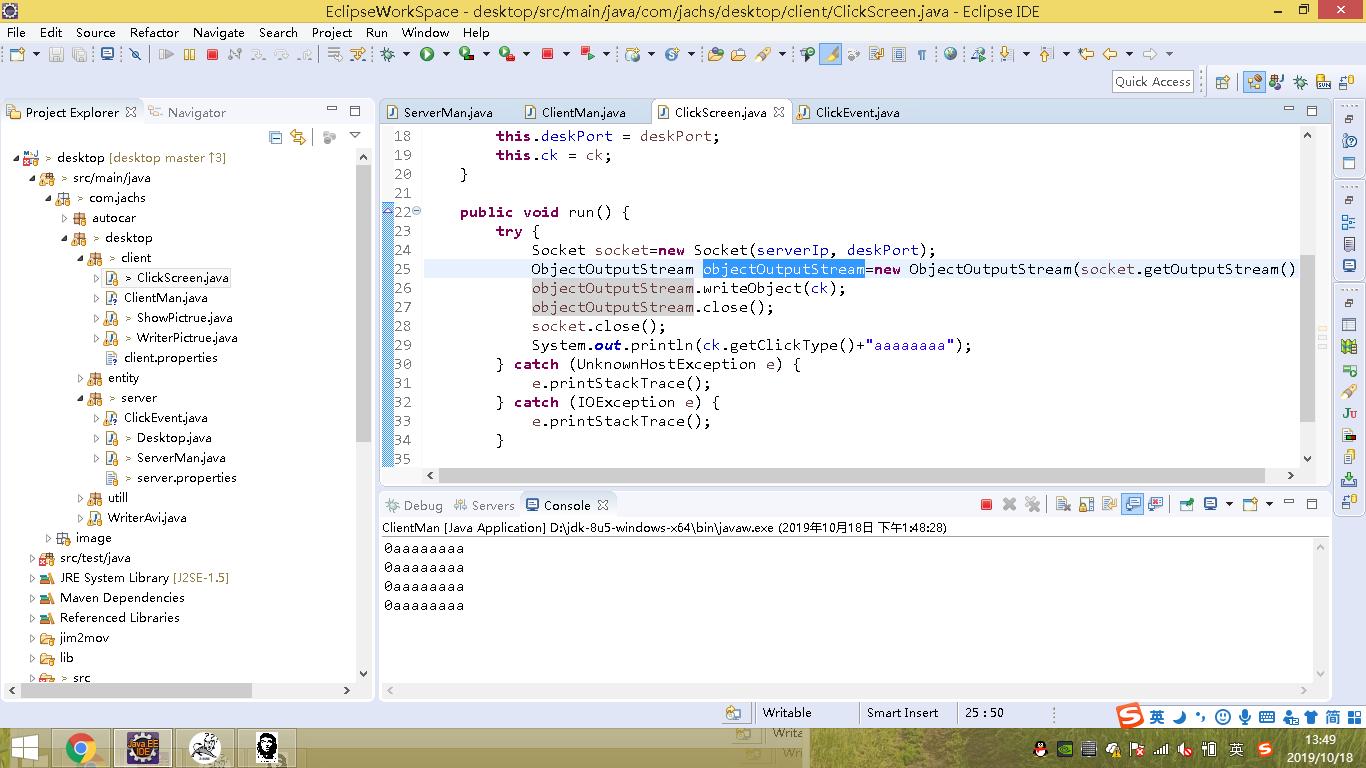 EclipseWorkSpace - desktop/src/main/java/com/jachs/desktop/client/ClickScreen.java - Eclipse IDE
File Edit Source Refactor Navigate Search Project Run Window Help
Quick Access
Project Explorer Navigator
> desktop [desktop master ↑3]
> src/main/java
> com.jachs
autocar
> desktop
> client
> ClickScreen.java
ClientMan.java
> ShowPictrue.java
> WriterPictrue.java
client.properties
entity
> server
ClickEvent.java
> Desktop.java
> ServerMan.java
> server.properties
utill
WriterAvi.java
image
src/test/java
JRE System Library [J2SE-1.5]
Maven Dependencies
Referenced Libraries
jim2mov
lib
> src
ServerMan.java ClientMan.java ClickScreen.java ClickEvent.java
18 this.deskPort = deskPort;
19 this.ck = ck;
20 }
21
22 public void run() {
23 try {
24 Socket socket=new Socket(serverIp, deskPort);
25 ObjectOutputStream objectOutputStream=new ObjectOutputStream(socket.getOutputStream()
26 objectOutputStream.writeObject(ck);
27 objectOutputStream.close();
28 socket.close();
29 System.out.println(ck.getClickType()+"aaaaaaaa");
30 } catch (UnknownHostException e) {
31 e.printStackTrace();
32 } catch (IOException e) {
33 e.printStackTrace();
34 }
35
Debug Servers Console
ClientMan [Java Application] D:\jdk-8u5-windows-x64\bin\javaw.exe (2019年10月18日 下午1:48:28)
0aaaaaaaa
0aaaaaaaa
0aaaaaaaa
0aaaaaaaa
Writable Smart Insert 25 : 50
英 简
Java EE IDE
英
13:49
2019/10/18